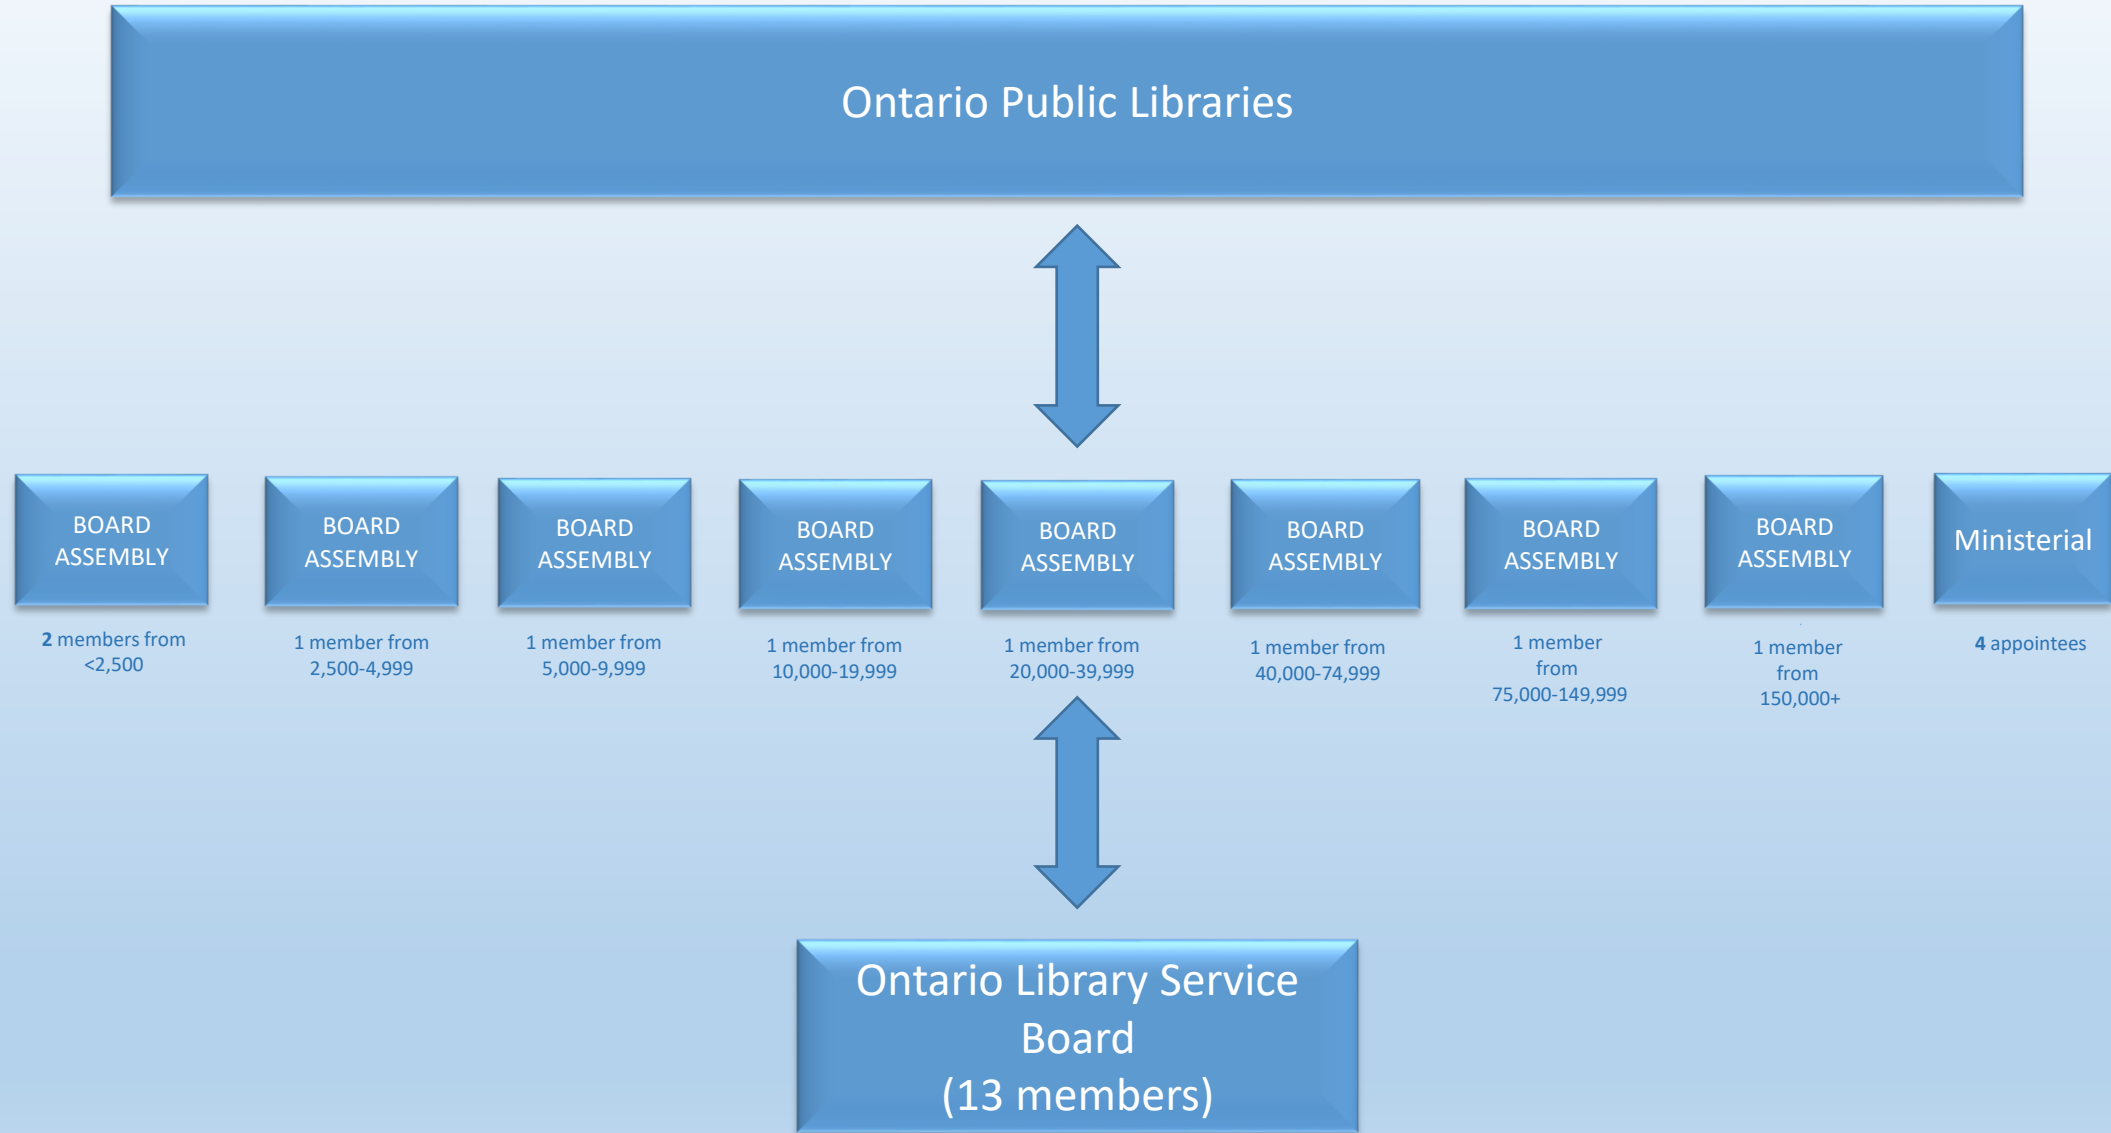 Ontario Public Libraries
BOARD
ASSEMBLY
2 members from
<2,500
BOARD
ASSEMBLY
1 member from
2,500-4,999
BOARD
ASSEMBLY
1 member from
5,000-9,999
BOARD
ASSEMBLY
1 member from
10,000-19,999
BOARD
ASSEMBLY
1 member from
20,000-39,999
BOARD
ASSEMBLY
1 member from
40,000-74,999
BOARD
ASSEMBLY
1 member
from
75,000-149,999
BOARD
ASSEMBLY
1 member
from
150,000+
Ministerial
4 appointees
Ontario Library Service
Board
(13 members)